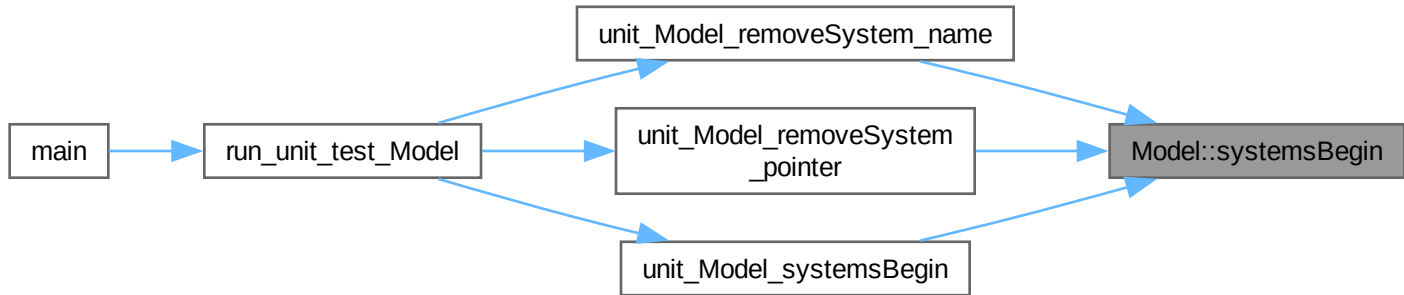 unit_Model_removeSystem_name
main
run_unit_test_Model
unit_Model_removeSystem
_pointer
Model::systemsBegin
unit_Model_systemsBegin